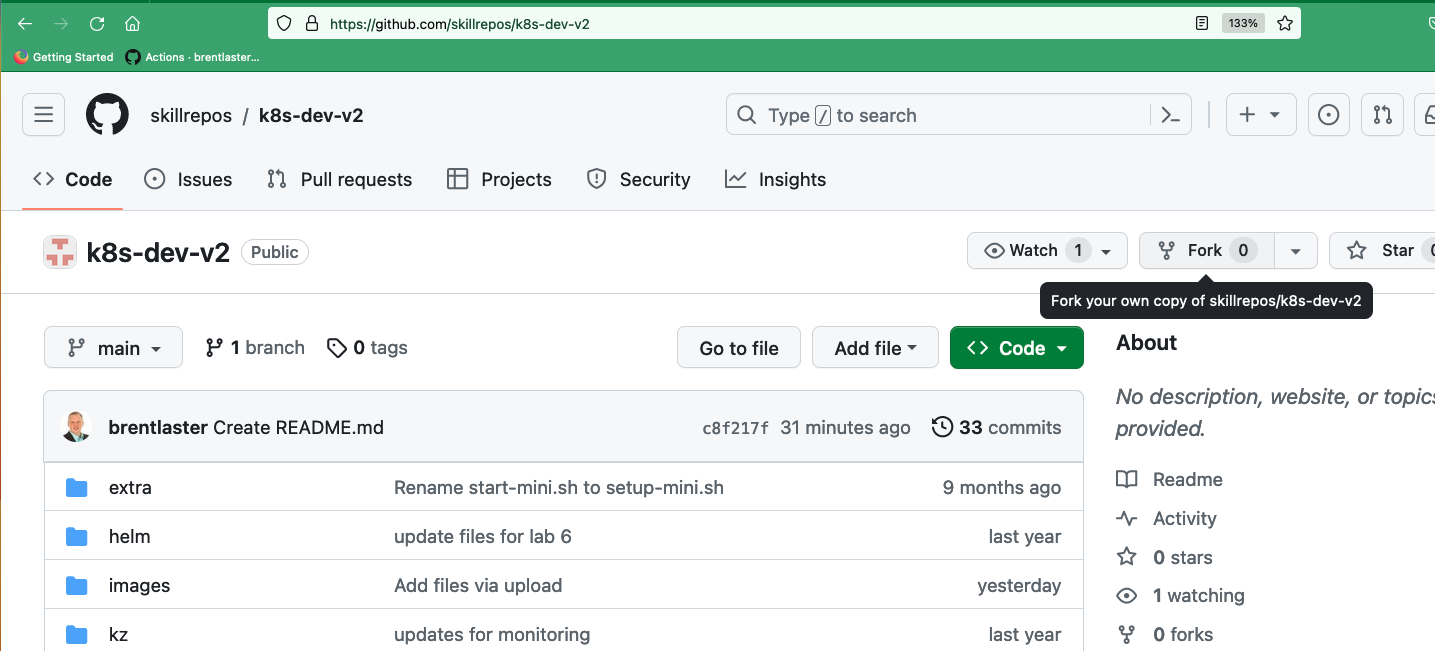 https://github.com/skillrepos/k8s-dev-v2 133%
Getting Started Actions · brentlaster...
skillrepos / k8s-dev-v2 Type / to search
Code Issues Pull requests Projects Security Insights
k8s-dev-v2 Public Watch 1 Fork 0 Star
Fork your own copy of skillrepos/k8s-dev-v2
main 1 branch 0 tags Go to file Add file Code
About
brentlaster Create README.md c8f217f 31 minutes ago 33 commits
No description, website, or topics
provided.
extra Rename start-mini.sh to setup-mini.sh 9 months ago
Readme
helm update files for lab 6 last year
Activity
images Add files via upload yesterday
0 stars
1 watching
kz updates for monitoring last year
0 forks